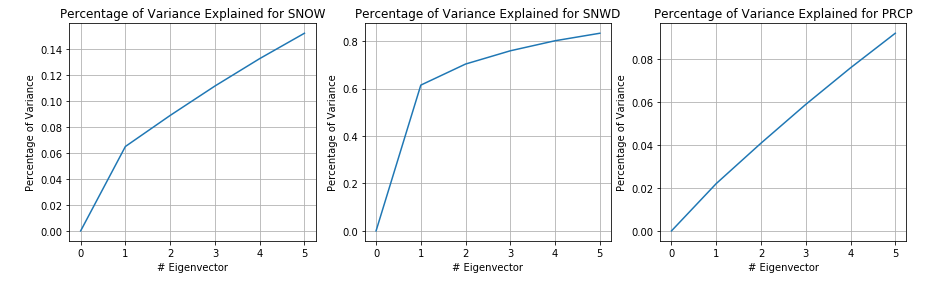 Percentage of Variance Explained for SNOW
Percentage of Variance
0.14
0.12
0.10
0.08
0.06
0.04
0.02
0.00
0 1 2 3 4 5
# Eigenvector
Percentage of Variance Explained for SNWD
Percentage of Variance
0.8
0.6
0.4
0.2
0.0
0 1 2 3 4 5
# Eigenvector
Percentage of Variance Explained for PRCP
Percentage of Variance
0.08
0.06
0.04
0.02
0.00
0 1 2 3 4 5
# Eigenvector